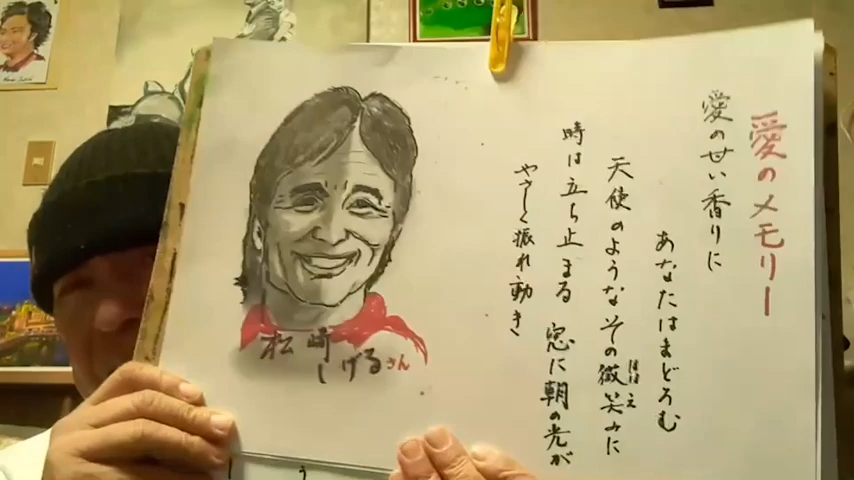 愛のメモリー
愛の甘い香りに
あなたはまどろむ
天使のようなその微笑みに
ほほえ
時は立ち止まる 窓に朝の光が
やさしく振れ動き
松崎
しげるさん